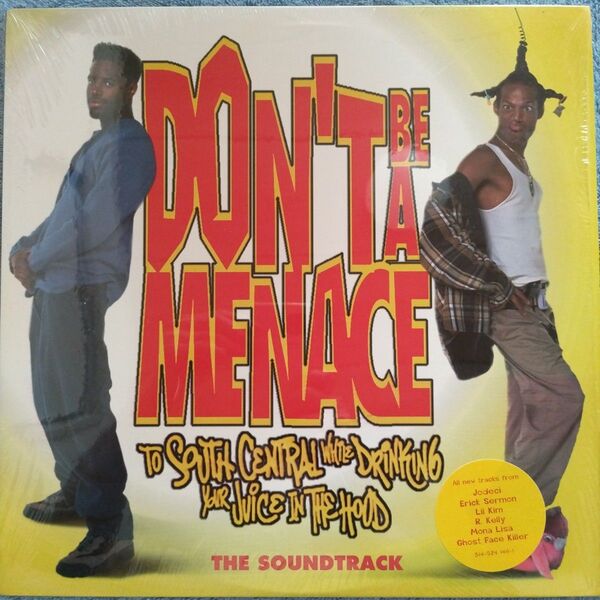 DON'T BE A
MENACE
TO SOUTH CENTRAL WHILE DRINKING
YOUR JUICE IN THE HOOD
THE SOUNDTRACK
All new tracks from
Jodeci
Erick Sermon
Lil Kim
R. Kelly
Mona Lisa
Ghost Face Killer